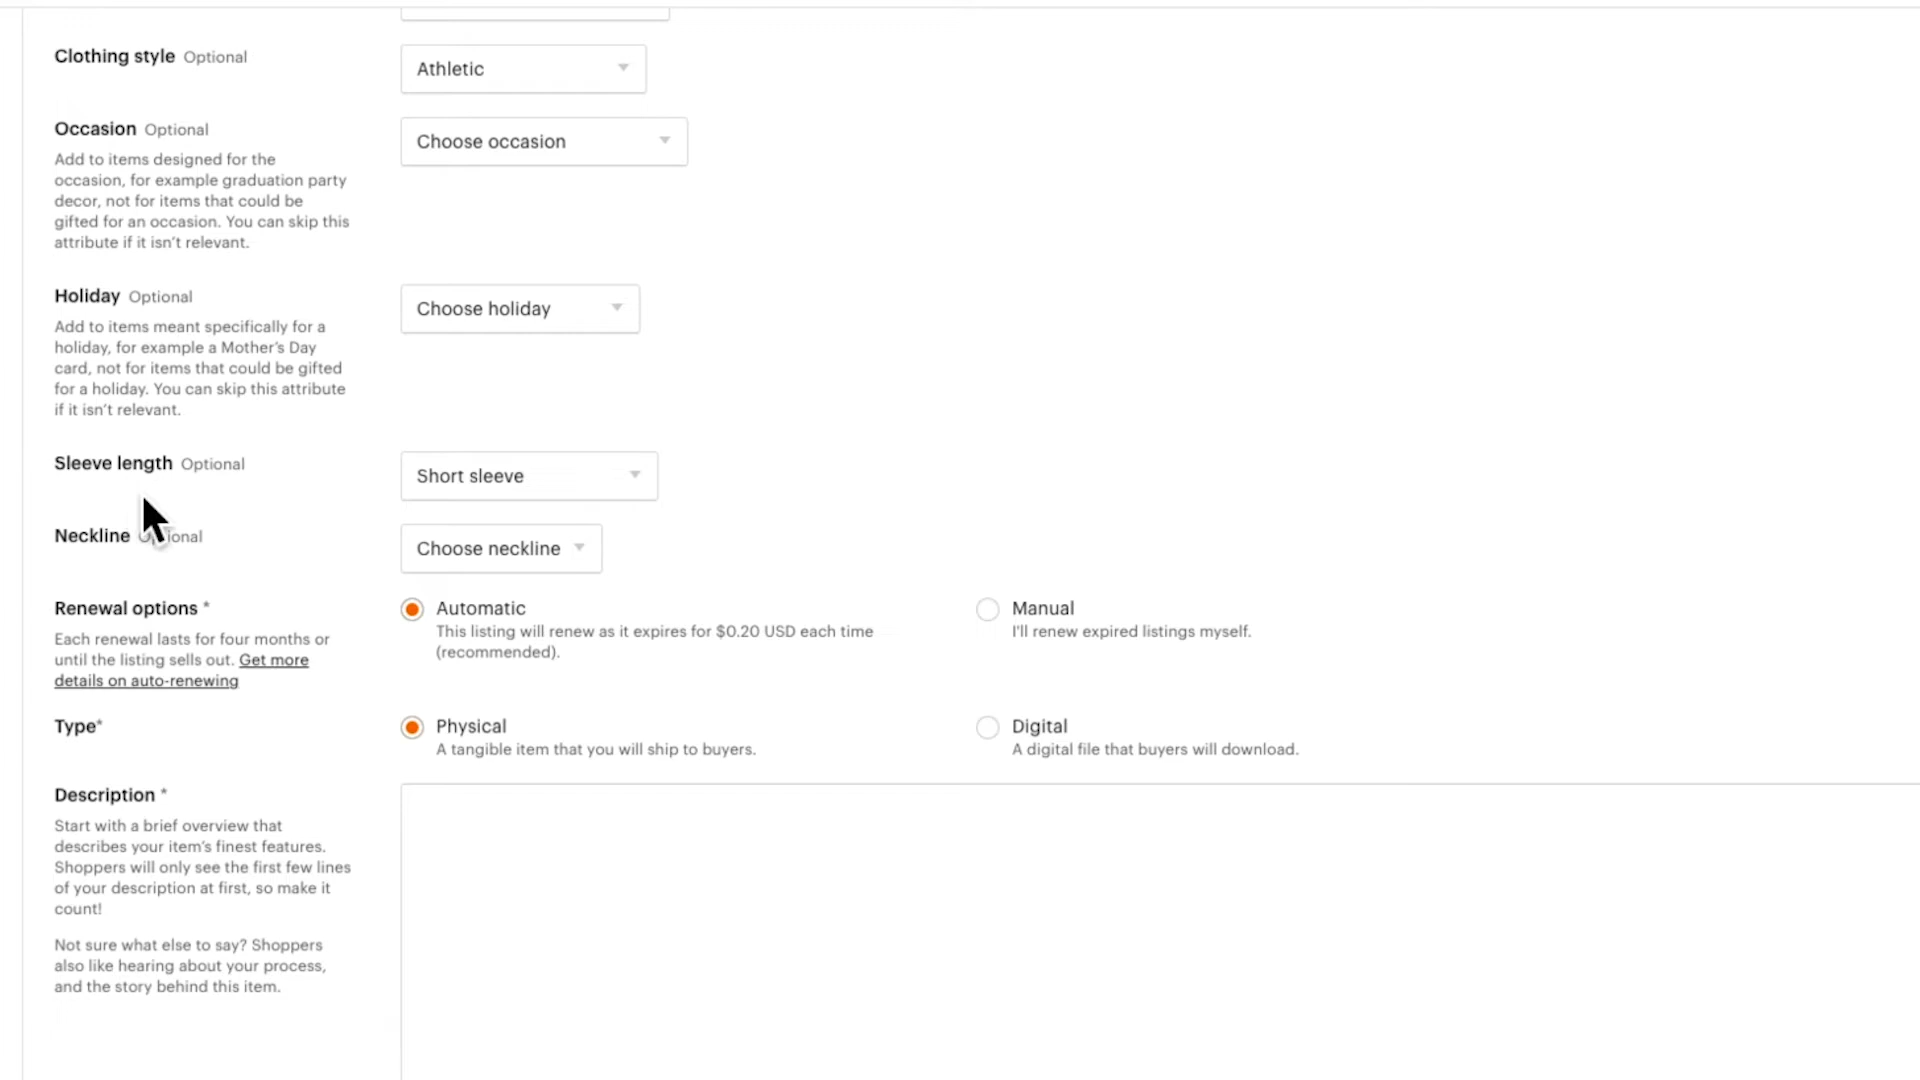 Clothing style Optional
Athletic
Occasion Optional
Choose occasion
Add to items designed for the
occasion, for example graduation party
decor, not for items that could be
gifted for an occasion. You can skip this
attribute if it isn't relevant.
Holiday Optional
Choose holiday
Add to items meant specifically for a
holiday, for example a Mother's Day
card, not for items that could be gifted
for a holiday. You can skip this attribute
if it isn't relevant.
Sleeve length Optional
Short sleeve
Neckline
Choose neckline
Renewal options *
Each renewal lasts for four months or
until the listing sells out. Get more
details on auto-renewing
Automatic
This listing will renew as it expires for $0.20 USD each time
(recommended).
Manual
I'll renew expired listings myself.
Type*
Physical
A tangible item that you will ship to buyers.
Digital
A digital file that buyers will download.
Description *
Start with a brief overview that
describes your item's finest features.
Shoppers will only see the first few lines
of your description at first, so make it
count!
Not sure what else to say? Shoppers
also like hearing about your process,
and the story behind this item.